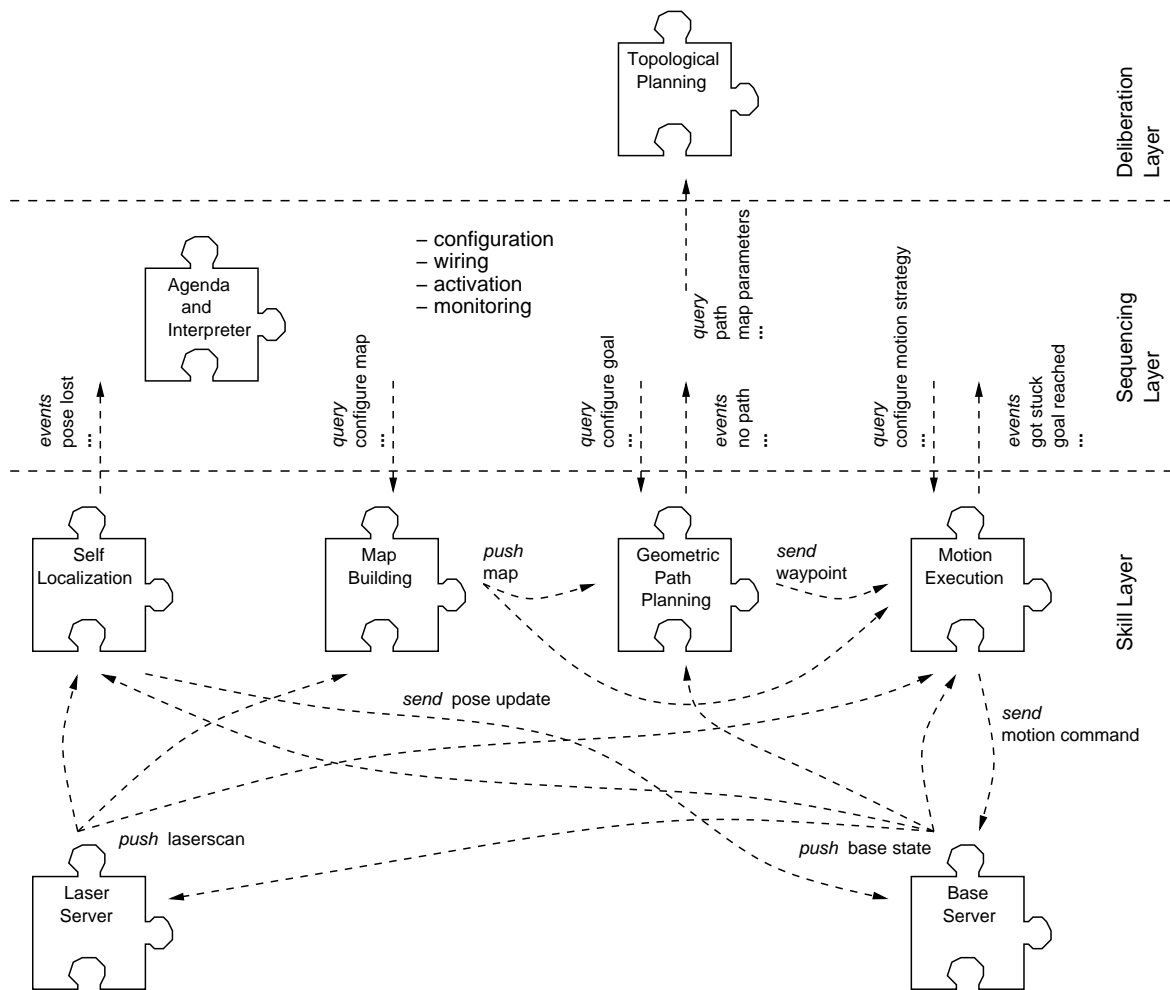 Topological
Planning
Deliberation
Layer
– configuration
– wiring
– activation
– monitoring
Agenda
and
Interpreter
query
path
map parameters
...
Sequencing
Layer
events
pose lost
...
query
configure map
...
query
configure goal
...
events
no path
...
query
configure motion strategy
...
events
got stuck
goal reached
...
Self
Localization
Map
Building
push
map
Geometric
Path
Planning
send
waypoint
Motion
Execution
Skill Layer
send pose update
send
motion command
push laserscan
push base state
Laser
Server
Base
Server